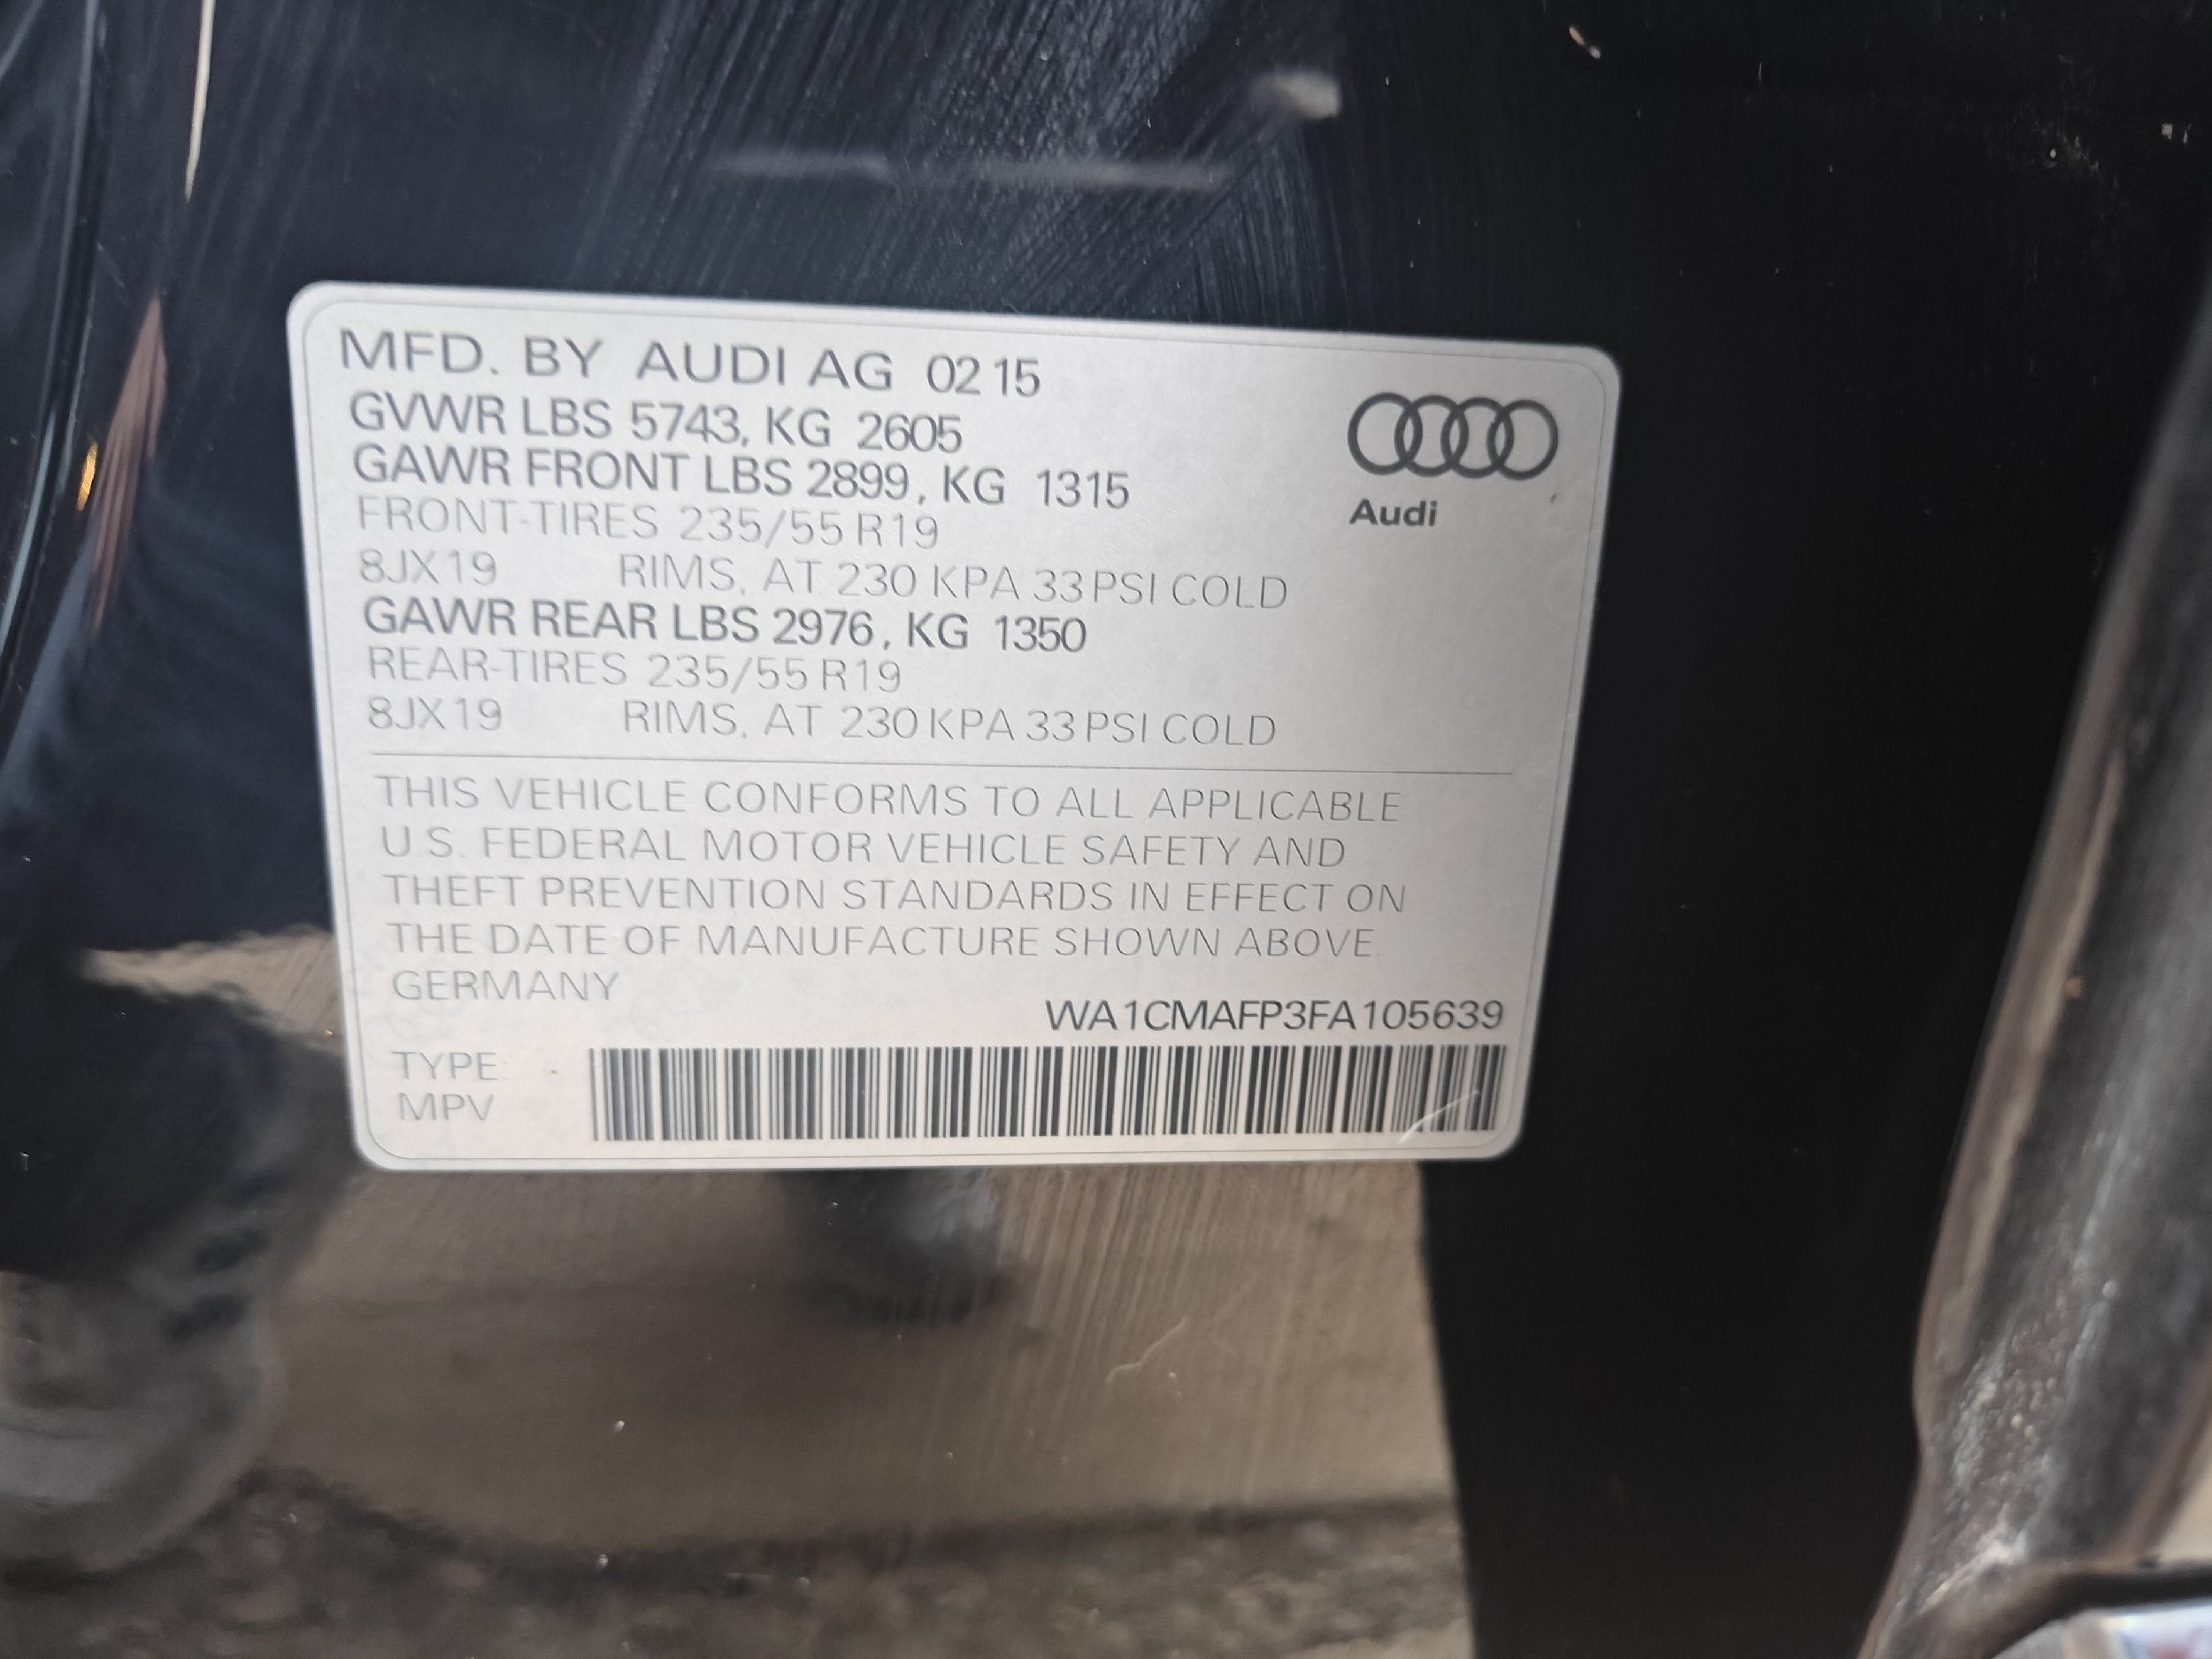 MFD. BY AUDI AG 02 15
GVWR LBS 5743, KG 2605
GAWR FRONT LBS 2899, KG 1315
FRONT-TIRES 235/55 R19
8JX19 RIMS, AT 230 KPA 33 PSI COLD
GAWR REAR LBS 2976, KG 1350
REAR-TIRES 235/55 R19
8JX19 RIMS, AT 230 KPA 33 PSI COLD
Audi
THIS VEHICLE CONFORMS TO ALL APPLICABLE
U.S. FEDERAL MOTOR VEHICLE SAFETY AND
THEFT PREVENTION STANDARDS IN EFFECT ON
THE DATE OF MANUFACTURE SHOWN ABOVE
GERMANY
WA1CMAFP3FA105639
TYPE:
MPV